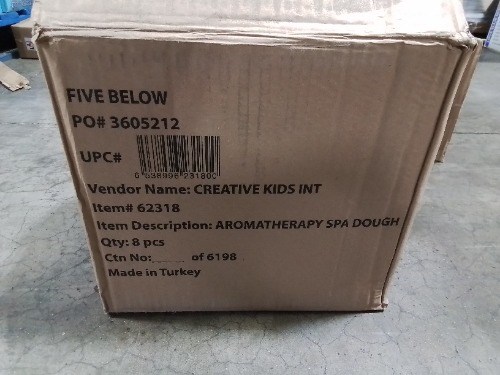 FIVE BELOW
PO# 3605212
UPC#
Vendor Name: CREATIVE KIDS INT
Item# 62318
Item Description: AROMATHERAPY SPA DOUGH
Qty: 8 pcs
Ctn No:_____ of 6198
Made in Turkey